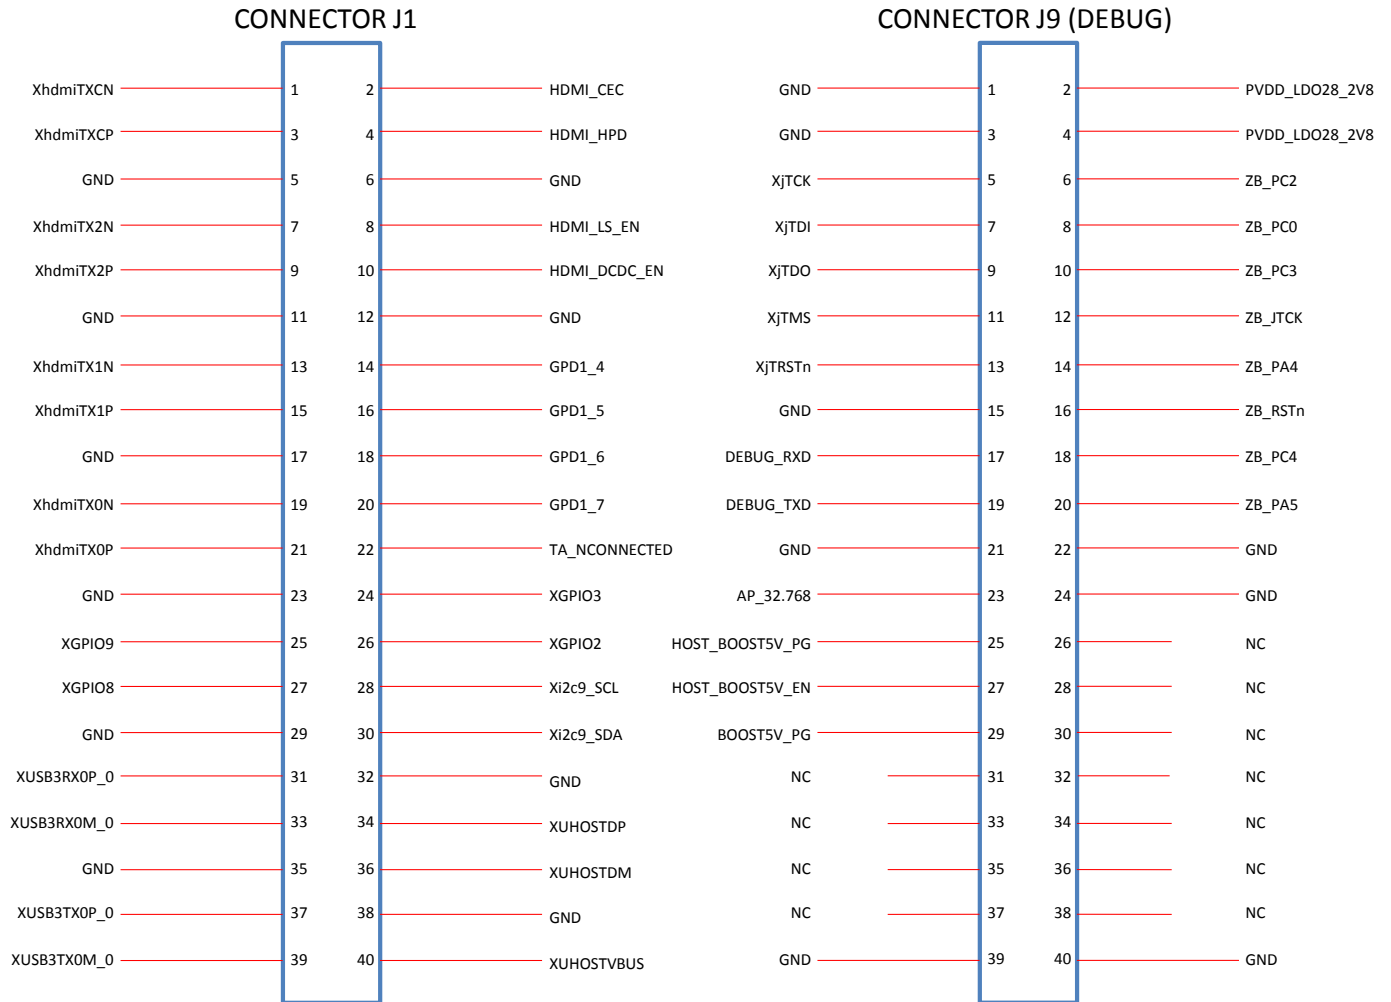 CONNECTOR J1
XhdmiTXCN 1 2 HDMI_CEC
XhdmiTXCP 3 4 HDMI_HPD
GND 5 6 GND
XhdmiTX2N 7 8 HDMI_LS_EN
XhdmiTX2P 9 10 HDMI_DCDC_EN
GND 11 12 GND
XhdmiTX1N 13 14 GPD1_4
XhdmiTX1P 15 16 GPD1_5
GND 17 18 GPD1_6
XhdmiTX0N 19 20 GPD1_7
XhdmiTX0P 21 22 TA_NCONNECTED
GND 23 24 XGPIO3
XGPIO9 25 26 XGPIO2
XGPIO8 27 28 Xi2c9_SCL
GND 29 30 Xi2c9_SDA
XUSB3RX0P_0 31 32 GND
XUSB3RX0M_0 33 34 XUHOSTDP
GND 35 36 XUHOSTDM
XUSB3TX0P_0 37 38 GND
XUSB3TX0M_0 39 40 XUHOSTVBUS
CONNECTOR J9 (DEBUG)
GND 1 2 PVDD_LDO28_2V8
GND 3 4 PVDD_LDO28_2V8
XjTCK 5 6 ZB_PC2
XjTDI 7 8 ZB_PC0
XjTDO 9 10 ZB_PC3
XjTMS 11 12 ZB_JTCK
XjTRSTn 13 14 ZB_PA4
GND 15 16 ZB_RSTn
DEBUG_RXD 17 18 ZB_PC4
DEBUG_TXD 19 20 ZB_PA5
GND 21 22 GND
AP_32.768 23 24 GND
HOST_BOOST5V_PG 25 26 NC
HOST_BOOST5V_EN 27 28 NC
BOOST5V_PG 29 30 NC
NC 31 32 NC
NC 33 34 NC
NC 35 36 NC
NC 37 38 NC
GND 39 40 GND